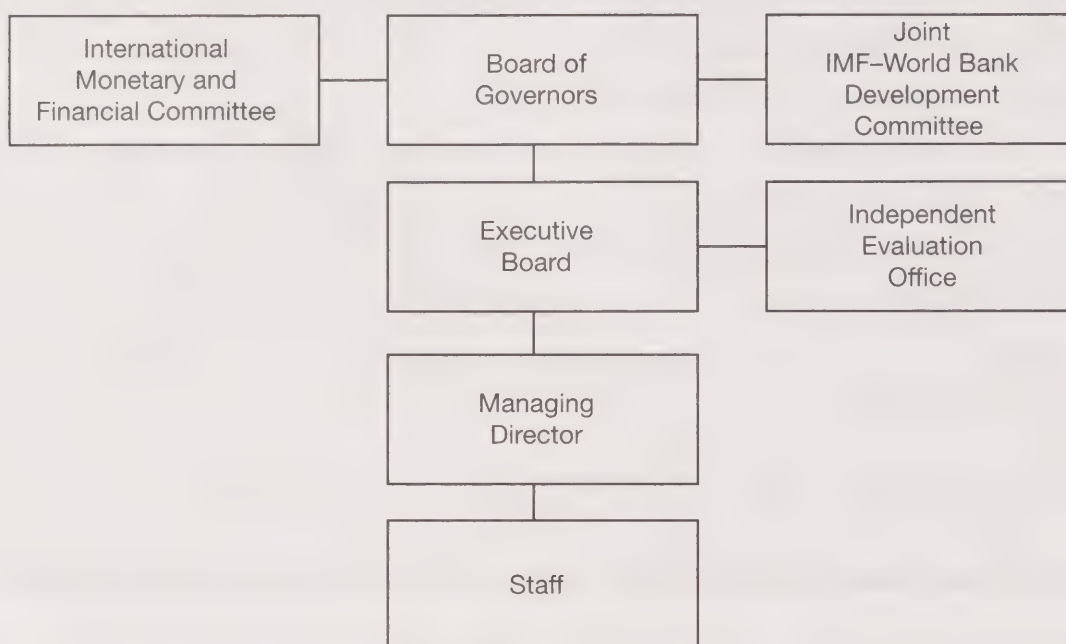 International
Monetary and
Financial Committee
Board of
Governors
Joint
IMF–World Bank
Development
Committee
Executive
Board
Independent
Evaluation
Office
Managing
Director
Staff